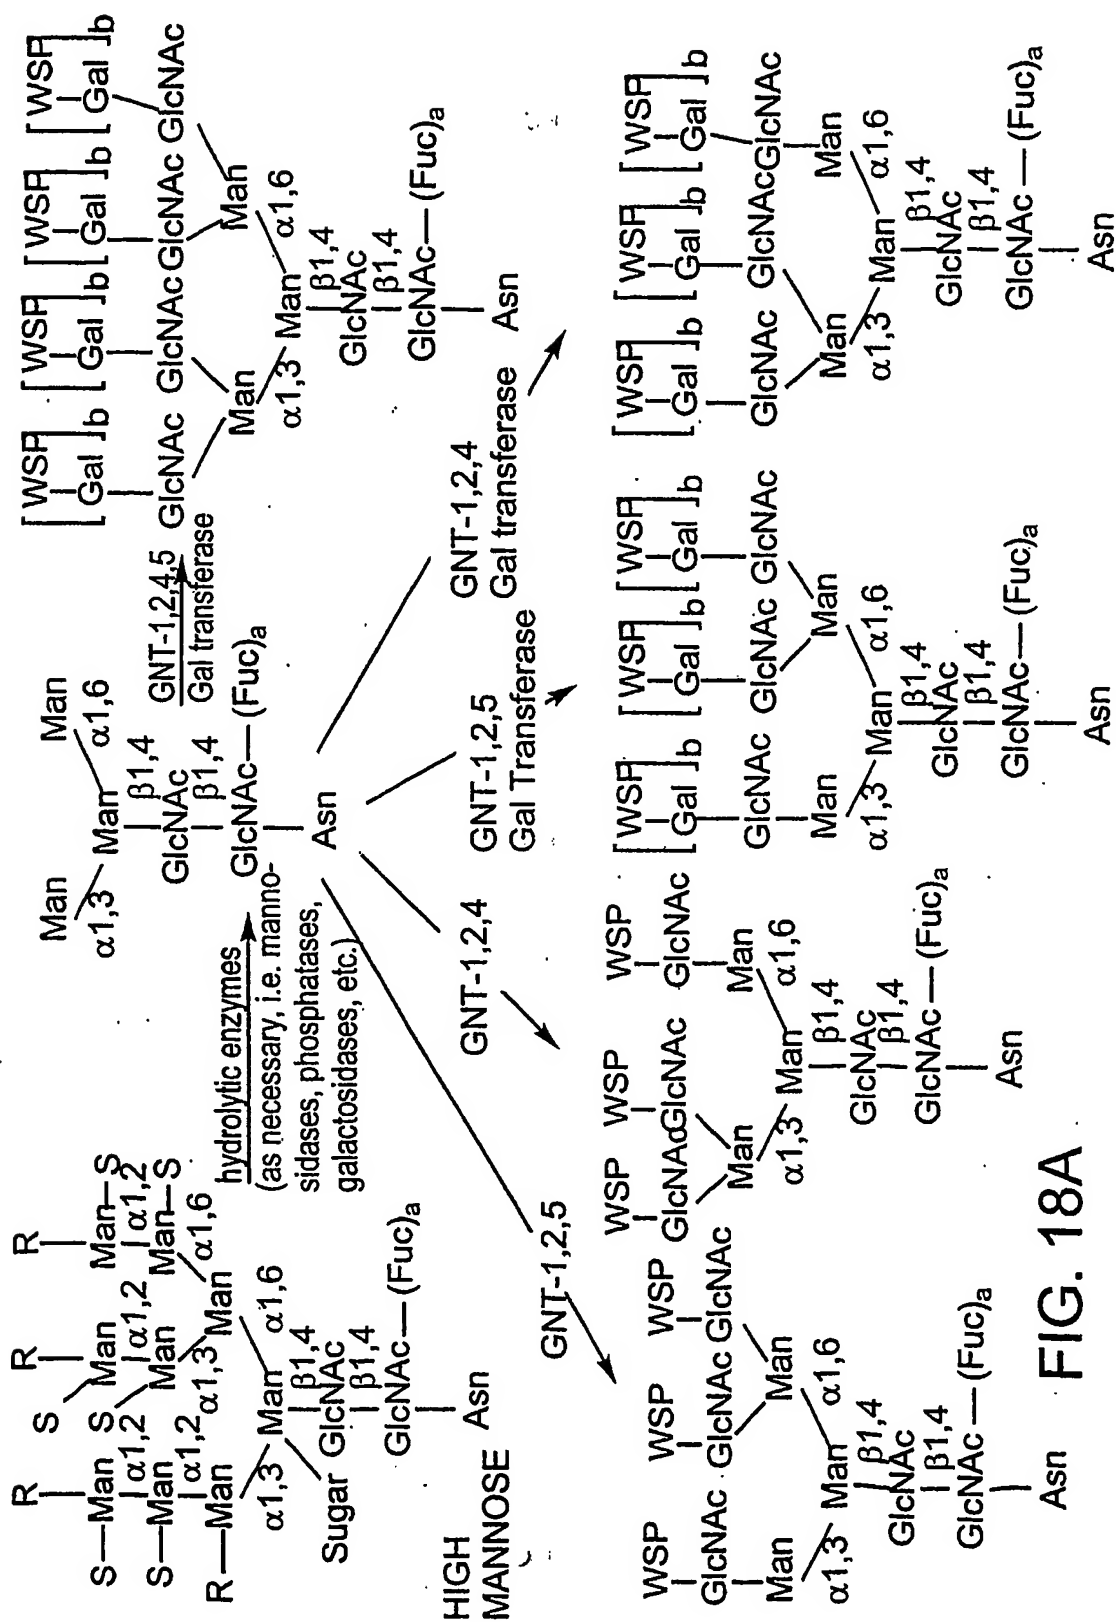 R R R
S—Man S Man Man—S
α1,2 α1,2 α1,2
S—Man S Man Man—S
α1,2 α1,3 α1,6
R—Man Man
α1,3 Man α1,6
Sugar β1,4
GlcNAc
β1,4
GlcNAc—(Fuc)a
Asn
HIGH
MANNOSE
hydrolytic enzymes
(as necessary, i.e. manno-
sidases, phosphatases,
galactosidases, etc.)
Man Man
α1,3 α1,6
Man
β1,4
GlcNAc
β1,4
GlcNAc—(Fuc)a
Asn
GNT-1,2,4,5
Gal transferase
[WSP] [WSP] [WSP] [WSP]
[Gal]b [Gal]b [Gal]b [Gal]b
GlcNAc GlcNAc GlcNAc GlcNAc
Man Man
α1,3 Man α1,6
β1,4
GlcNAc
β1,4
GlcNAc—(Fuc)a
Asn
GNT-1,2,5
GNT-1,2,4
GNT-1,2,5
Gal Transferase
GNT-1,2,4
Gal transferase
WSP WSP WSP
GlcNAc GlcNAc GlcNAc
Man Man
α1,3 Man α1,6
β1,4
GlcNAc
β1,4
GlcNAc—(Fuc)a
Asn
WSP WSP WSP
GlcNAc GlcNAc GlcNAc
Man Man
α1,3 Man α1,6
β1,4
GlcNAc
β1,4
GlcNAc—(Fuc)a
Asn
[WSP] [WSP] [WSP]
[Gal]b [Gal]b [Gal]b
GlcNAc GlcNAc GlcNAc
Man Man
α1,3 Man α1,6
β1,4
GlcNAc
β1,4
GlcNAc—(Fuc)a
Asn
[WSP] [WSP] [WSP]
[Gal]b [Gal]b [Gal]b
GlcNAc GlcNAc GlcNAc
Man Man
α1,3 Man α1,6
β1,4
GlcNAc
β1,4
GlcNAc—(Fuc)a
Asn
FIG. 18A